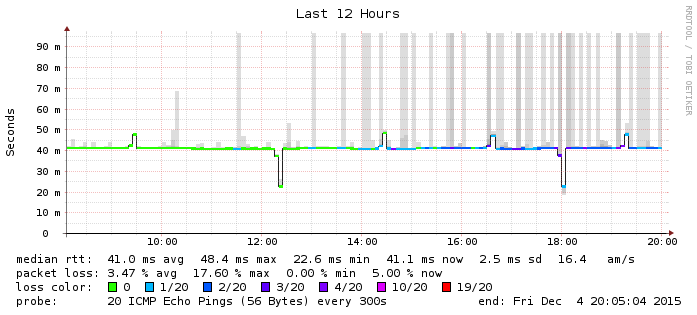 Last 12 Hours
RRDTOOL / TOBI OETIKER
Seconds
90 m
80 m
70 m
60 m
50 m
40 m
30 m
20 m
10 m
0
10:00 12:00 14:00 16:00 18:00 20:00
median rtt: 41.0 ms avg 48.4 ms max 22.6 ms min 41.1 ms now 2.5 ms sd 16.4 am/s
packet loss: 3.47 % avg 17.60 % max 0.00 % min 5.00 % now
loss color: 0 1/20 2/20 3/20 4/20 10/20 19/20
probe: 20 ICMP Echo Pings (56 Bytes) every 300s end: Fri Dec 4 20:05:04 2015